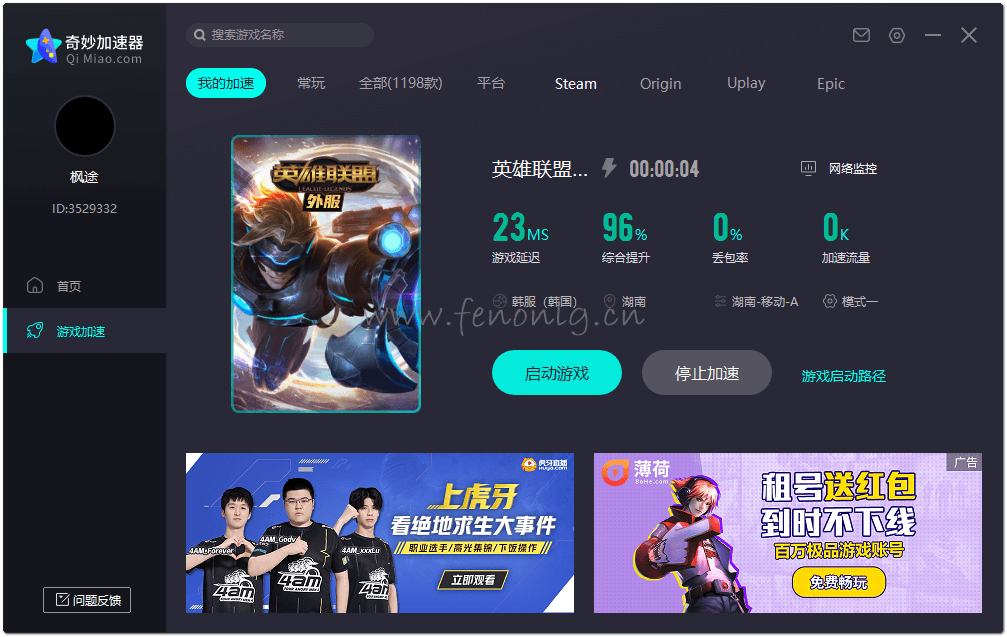 奇妙加速器
Qi Miao.com
搜索游戏名称
枫途
ID:3529332
首页
游戏加速
问题反馈
我的加速
常玩
全部(1198款)
平台
Steam
Origin
Uplay
Epic
英雄联盟
LEAGUE OF LEGENDS
外服
英雄联盟...
00:00:04
网络监控
23MS
96%
0%
0K
游戏延迟
综合提升
丢包率
加速流量
韩服（韩国）
湖南
湖南-移动-A
模式一
www.fenontg.cn
启动游戏
停止加速
游戏启动路径
虎牙直播
HUYA.COM
上虎牙
看绝地求生大事件
职业选手/高光集锦/下饭操作
立即观看
4AM_Forever
4AM_Godv
4AM_xxxLu
4am
4am
4am
广告
薄荷
BoHe.com
租号送红包
到时不下线
百万极品游戏账号
免费畅玩